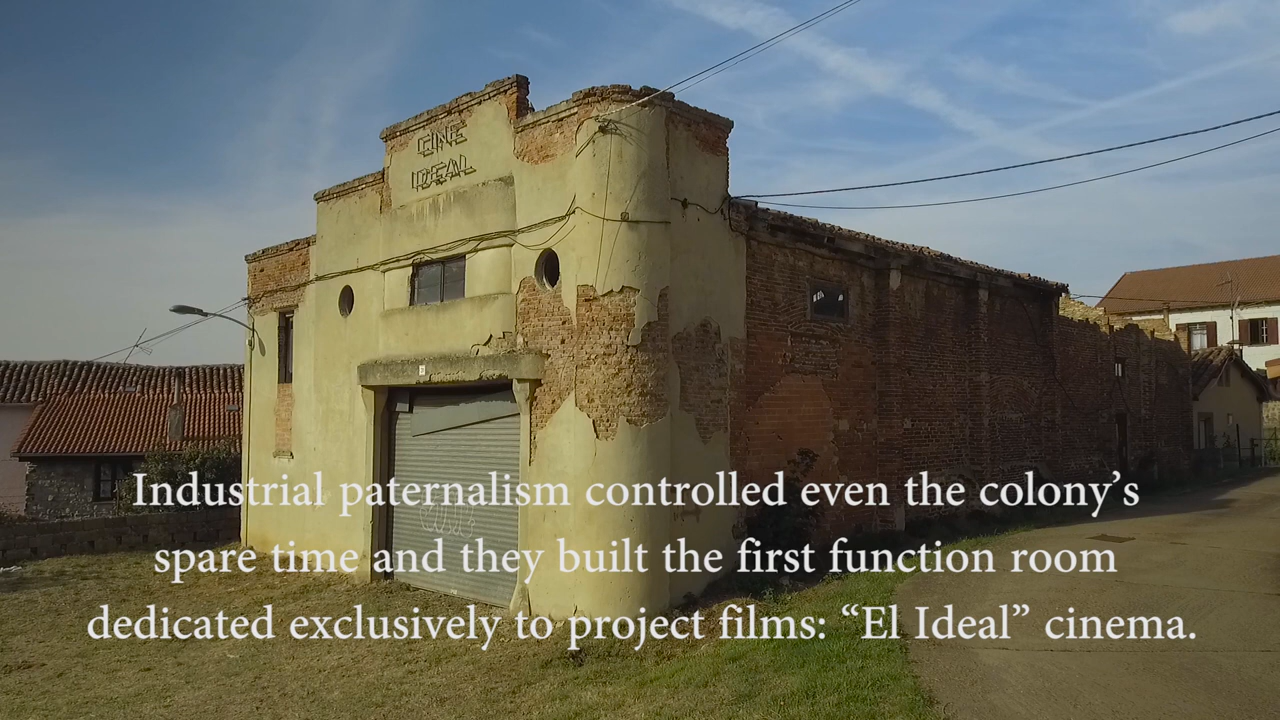 CINE
IDEAL
Industrial paternalism controlled even the colony’s
spare time and they built the first function room
dedicated exclusively to project films: “El Ideal” cinema.